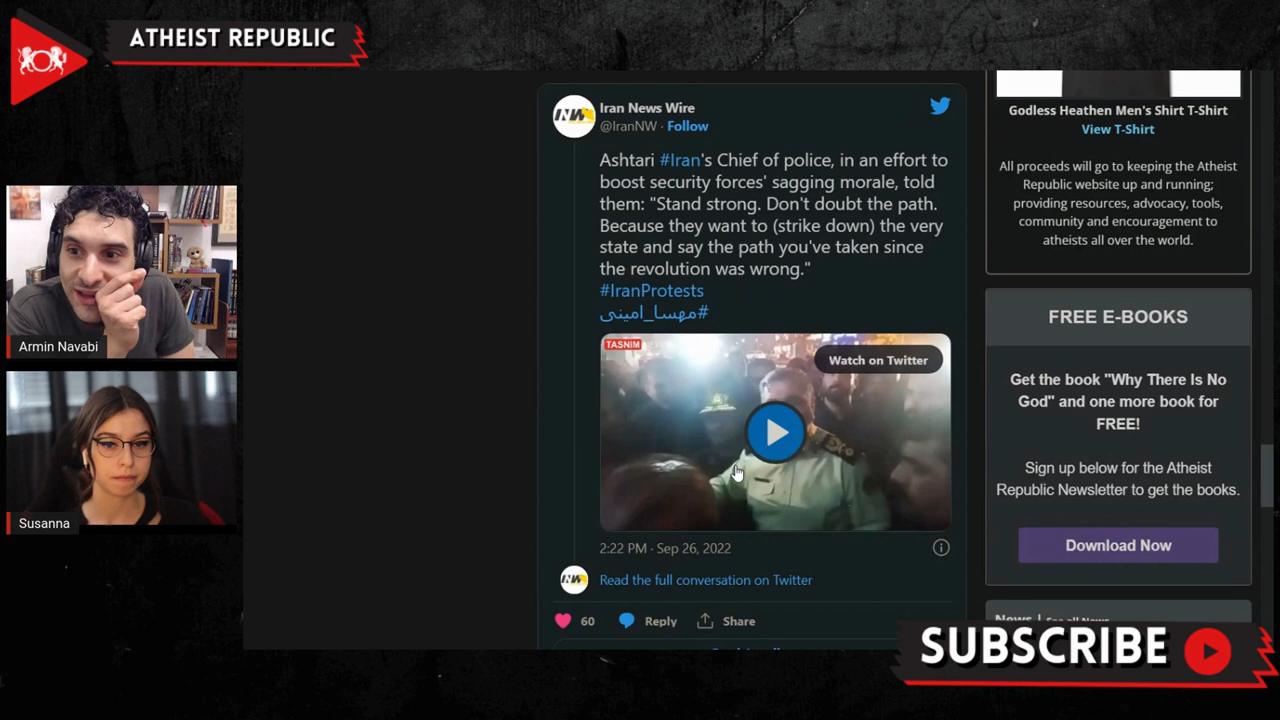 ATHEIST REPUBLIC
Armin Navabi
Susanna
NW
Iran News Wire
@IranNW · Follow
Ashtari #Iran's Chief of police, in an effort to
boost security forces' sagging morale, told
them: "Stand strong. Don't doubt the path.
Because they want to (strike down) the very
state and say the path you've taken since
the revolution was wrong."
#IranProtests
#مهسا_امینی
TASNIM
Watch on Twitter
2:22 PM · Sep 26, 2022
NW
Read the full conversation on Twitter
60
Reply
Share
Godless Heathen Men's Shirt T-Shirt
View T-Shirt
All proceeds will go to keeping the Atheist
Republic website up and running;
providing resources, advocacy, tools,
community and encouragement to
atheists all over the world.
FREE E-BOOKS
Get the book "Why There Is No
God" and one more book for
FREE!
Sign up below for the Atheist
Republic Newsletter to get the books.
Download Now
SUBSCRIBE